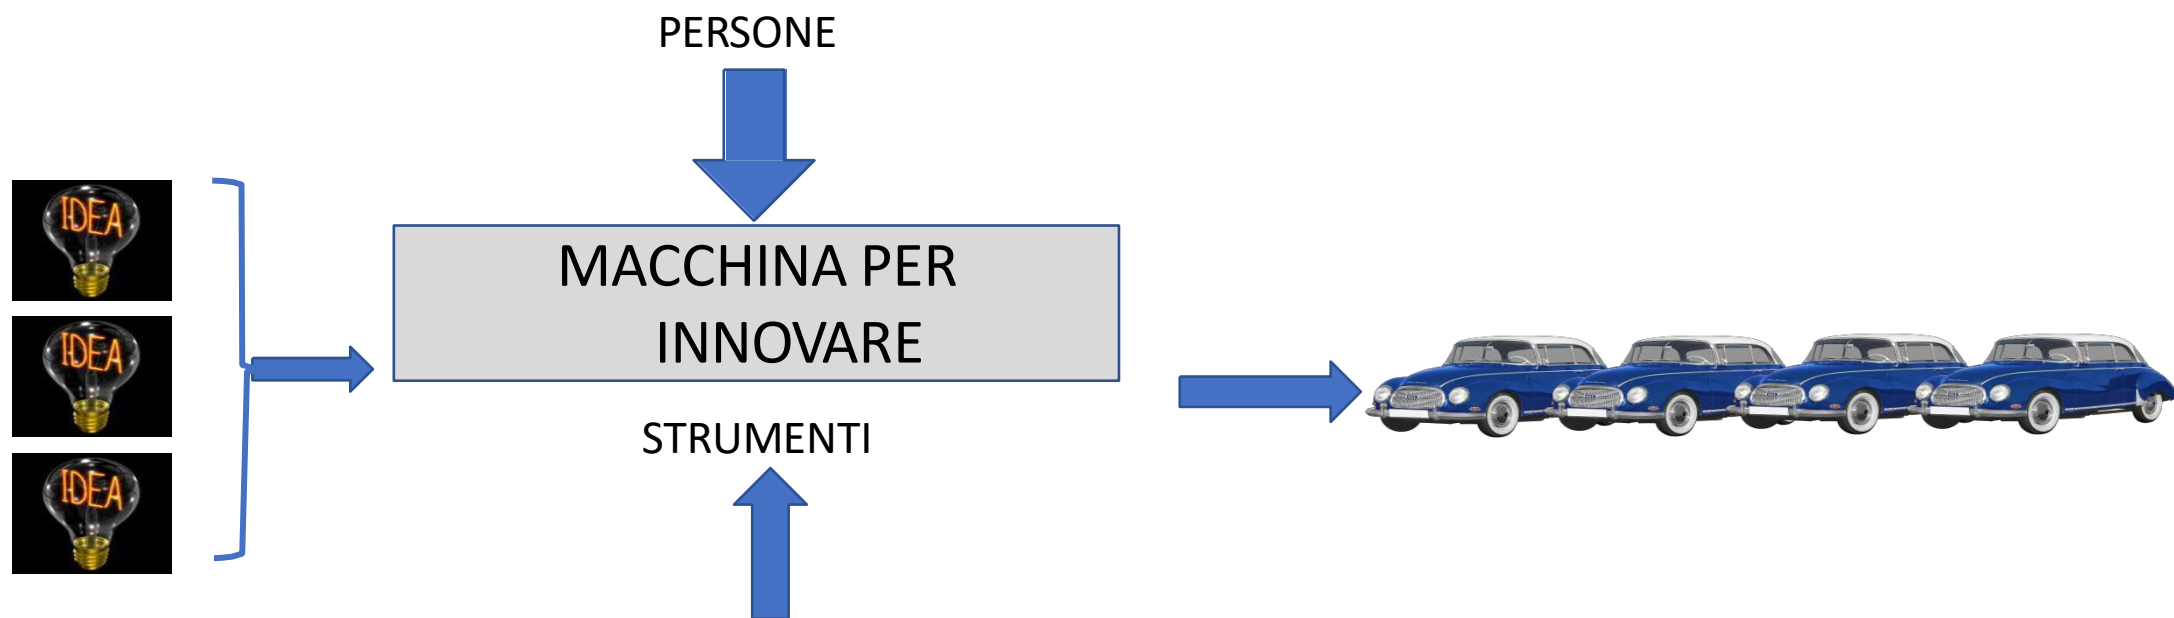 PERSONE
IDEA
MACCHINA PER
INNOVARE
IDEA
STRUMENTI
IDEA